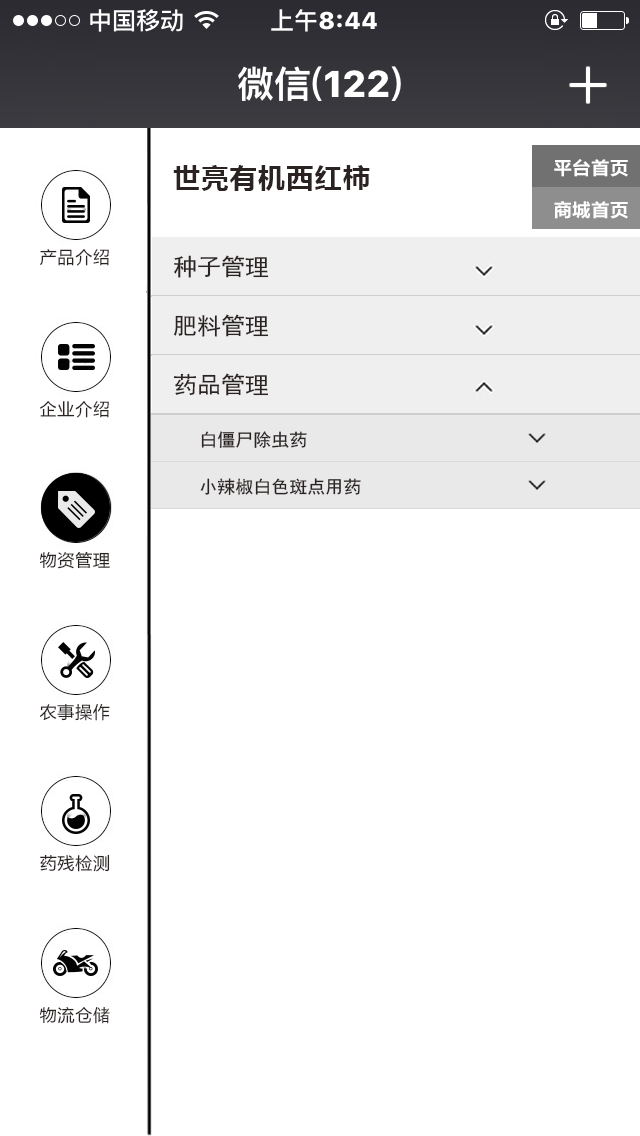 中国移动
上午8:44
微信(122)
世亮有机西红柿
平台首页
商城首页
产品介绍
企业介绍
物资管理
农事操作
药残检测
物流仓储
种子管理
肥料管理
药品管理
白僵尸除虫药
小辣椒白色斑点用药